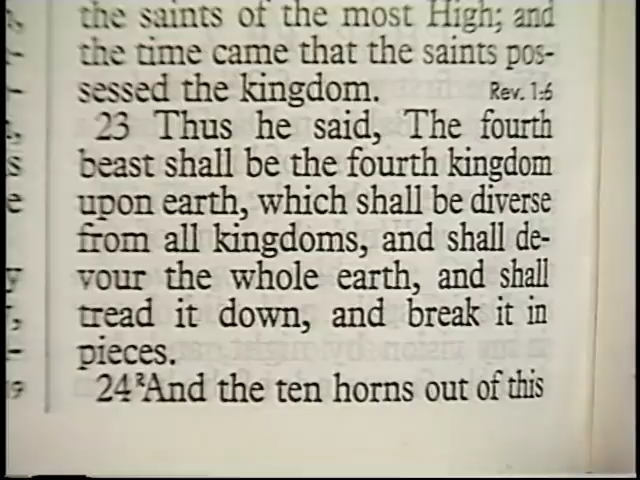 the saints of the most High; and
the time came that the saints pos-
sessed the kingdom. Rev. 1:6
23 Thus he said, The fourth
beast shall be the fourth kingdom
upon earth, which shall be diverse
from all kingdoms, and shall de-
vour the whole earth, and shall
tread it down, and break it in
pieces.
24 And the ten horns out of this